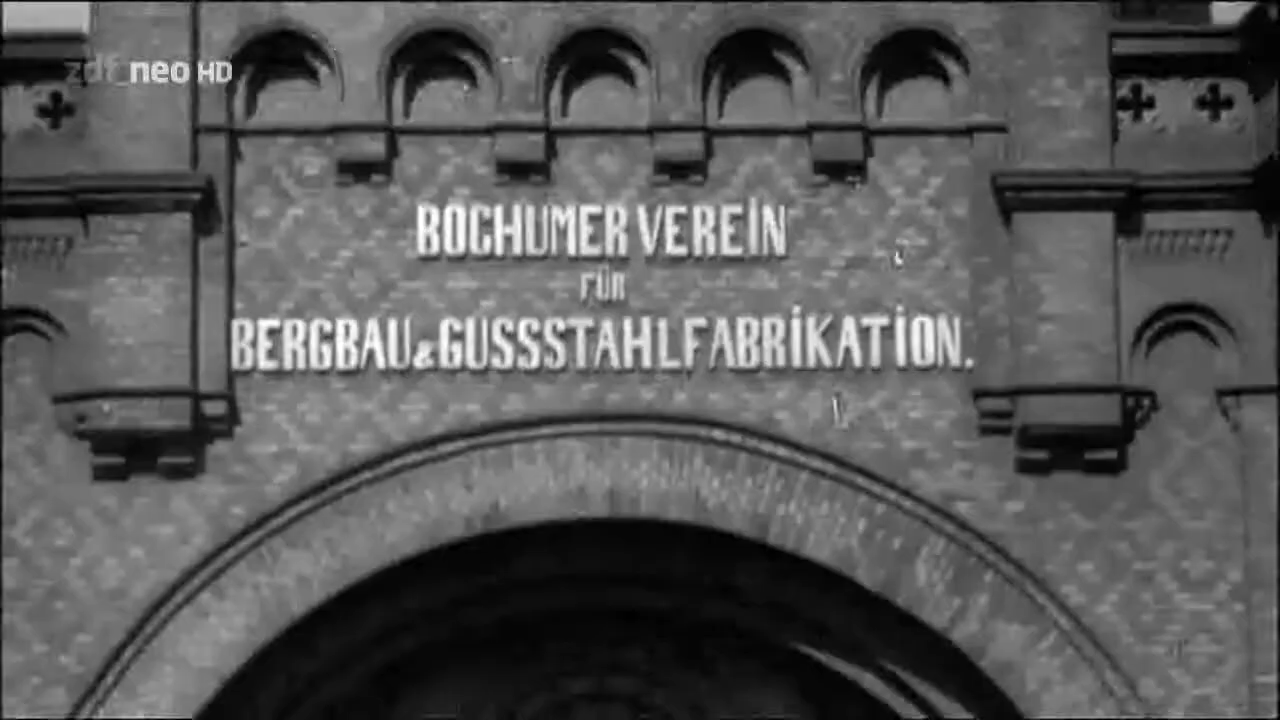 zdf_neo HD
BOCHUMER VEREIN
FÜR
BERGBAU & GUSSSTAHLFABRIKATION.